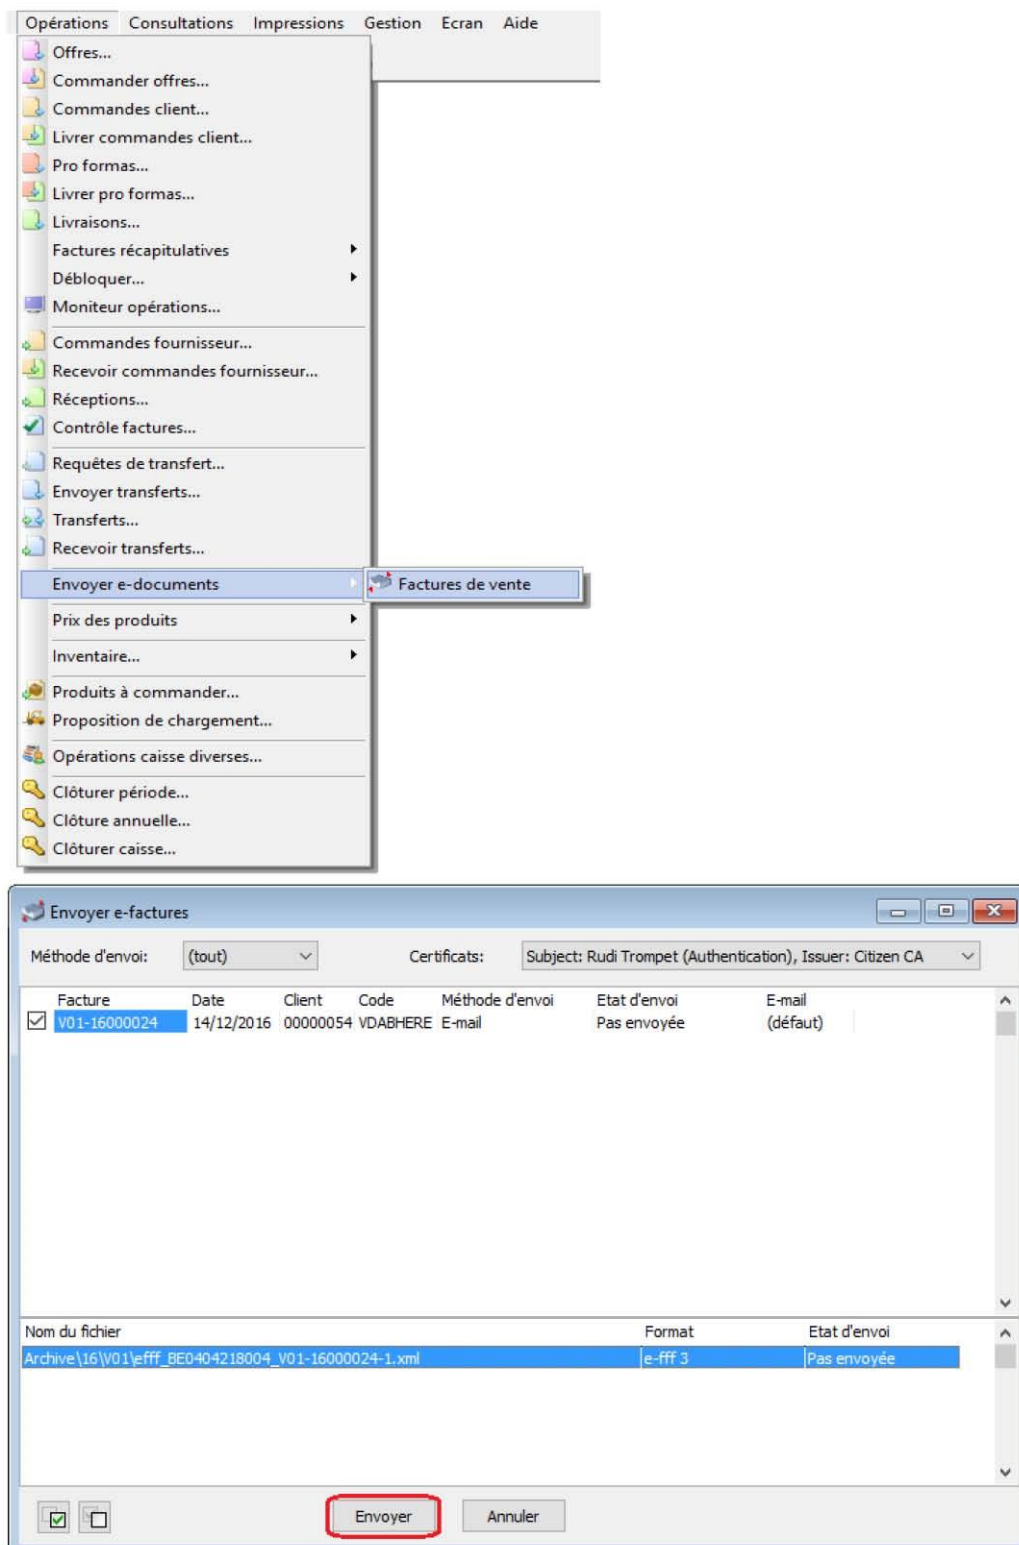 Opérations Consultations Impressions Gestion Ecran Aide
Offres...
Commander offres...
Commandes client...
Livrer commandes client...
Pro formas...
Livrer pro formas...
Livraisons...
Factures récapitulatives
Débloquer...
Moniteur opérations...
Commandes fournisseur...
Recevoir commandes fournisseur...
Réceptions...
Contrôle factures...
Requêtes de transfert...
Envoyer transferts...
Transferts...
Recevoir transferts...
Envoyer e-documents Factures de vente
Prix des produits
Inventaire...
Produits à commander...
Proposition de chargement...
Opérations caisse diverses...
Clôturer période...
Clôture annuelle...
Clôturer caisse...
Envoyer e-factures
Méthode d'envoi: (tout) Certificats: Subject: Rudi Trompet (Authentication), Issuer: Citizen CA
Facture Date Client Code Méthode d'envoi Etat d'envoi E-mail
V01-16000024 14/12/2016 00000054 VDABHERE E-mail Pas envoyée (défaut)
Nom du fichier Format Etat d'envoi
Archive\16\V01\efff_BE0404218004_V01-16000024-1.xml e-fff 3 Pas envoyée
Envoyer Annuler